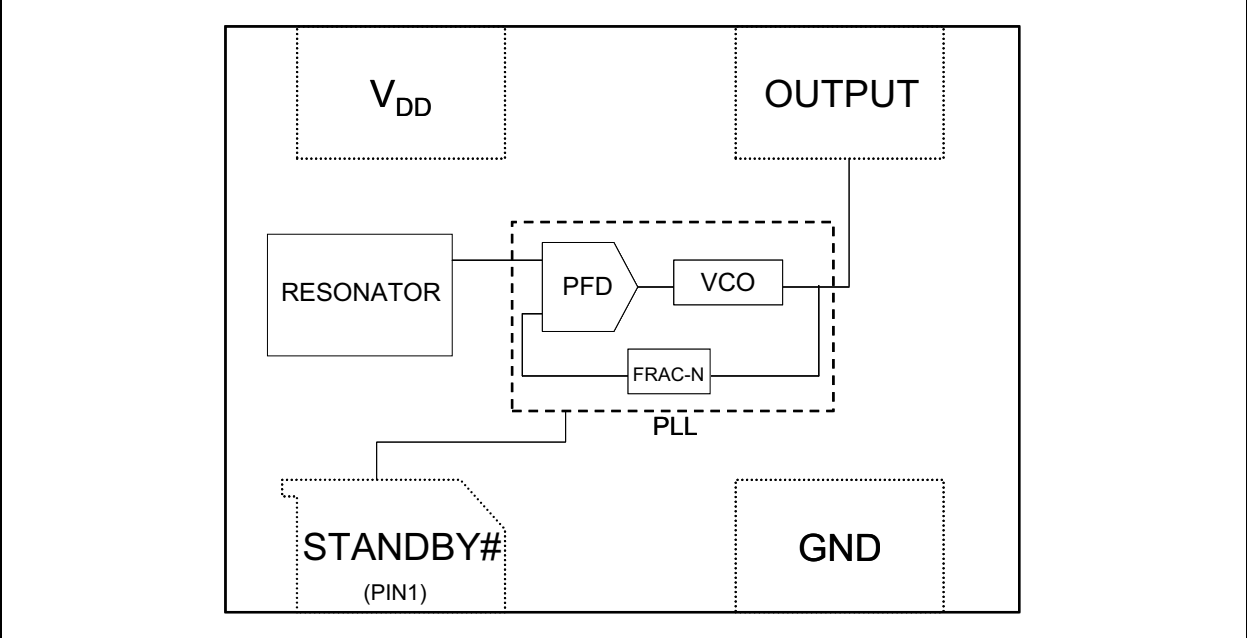 VDD
OUTPUT
RESONATOR
PFD
VCO
FRAC-N
PLL
STANDBY#
(PIN1)
GND